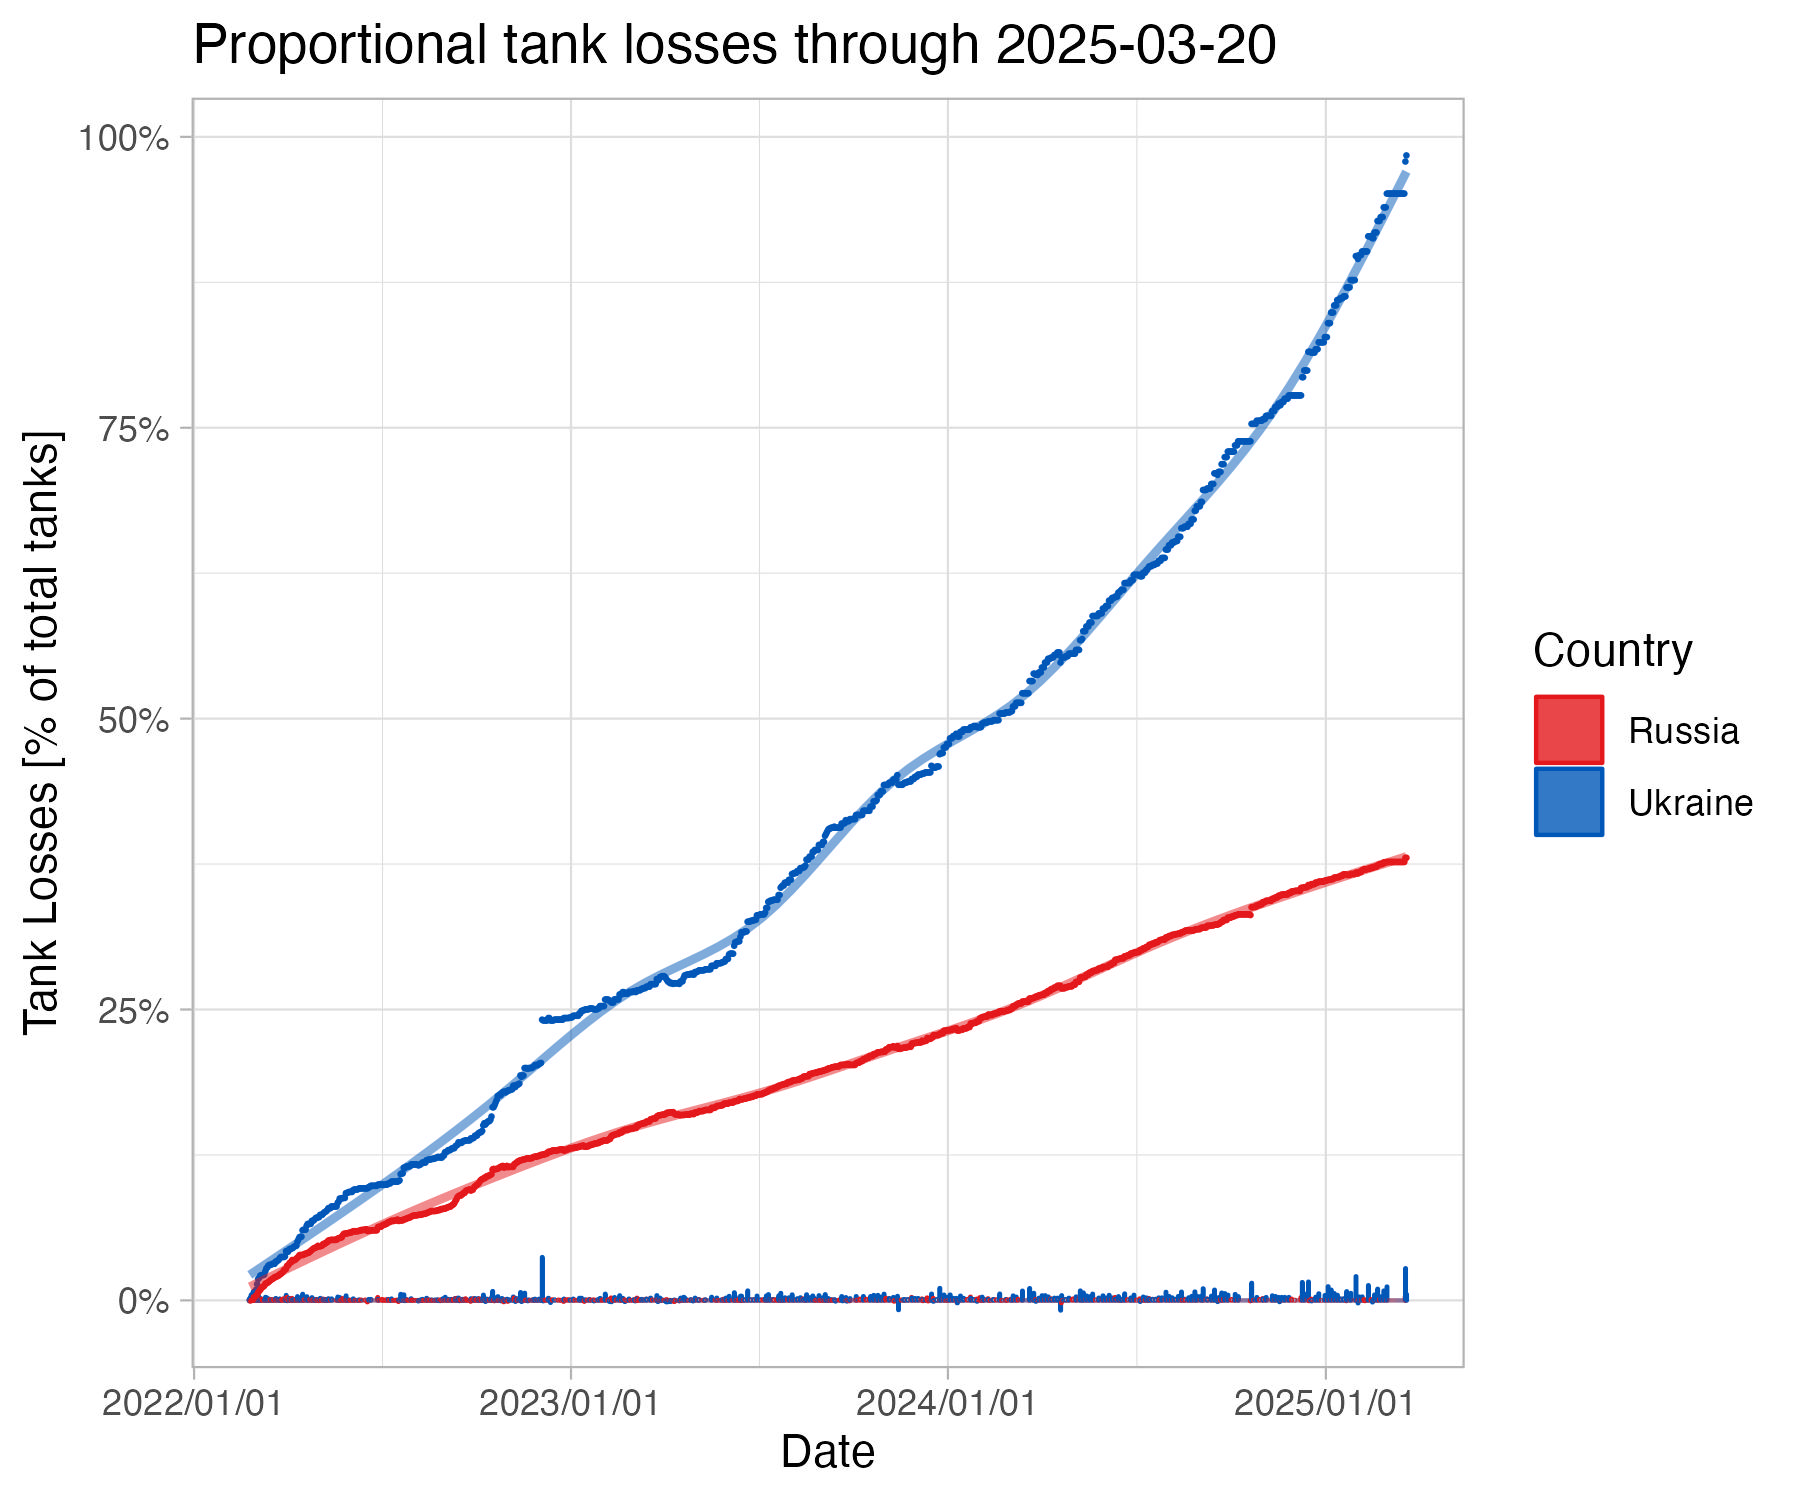 Proportional tank losses through 2025-03-20
Tank Losses [% of total tanks]
100%
75%
50%
25%
0%
2022/01/01
2023/01/01
2024/01/01
2025/01/01
Date
Country
Russia
Ukraine